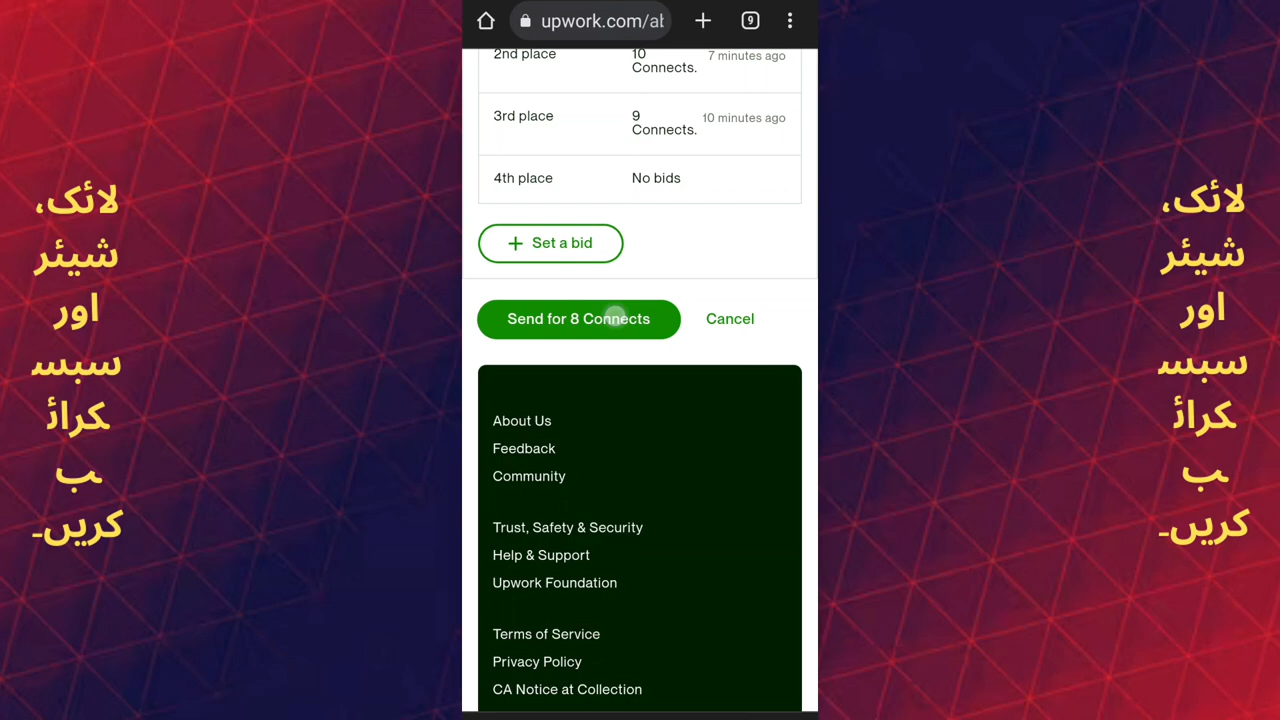 upwork.com/ab
9
2nd place 10 Connects. 7 minutes ago
3rd place 9 Connects. 10 minutes ago
4th place No bids
+ Set a bid
Send for 8 Connects Cancel
About Us
Feedback
Community
Trust, Safety & Security
Help & Support
Upwork Foundation
Terms of Service
Privacy Policy
CA Notice at Collection
لائک،
شیئر
اور
سبس
کرائ
ب
کریں۔
لائک،
شیئر
اور
سبس
کرائ
ب
کریں۔